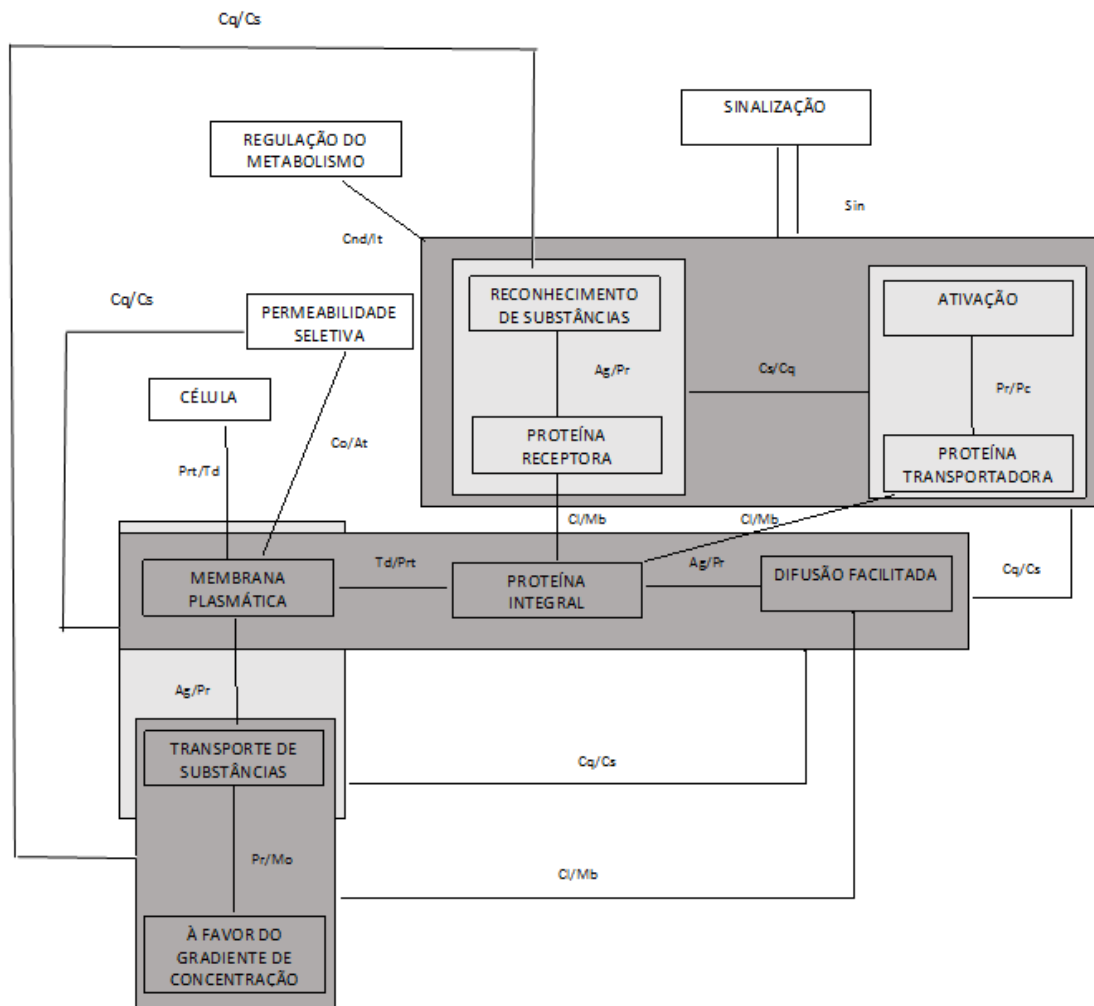 Cq/Cs
SINALIZAÇÃO
REGULAÇÃO DO
METABOLISMO
Sin
Cnd/It
Cq/Cs
PERMEABILIDADE
SELETIVA
RECONHECIMENTO
DE SUBSTÂNCIAS
ATIVAÇÃO
Ag/Pr
Cs/Cq
Pr/Pc
CÉLULA
Co/At
PROTEÍNA
RECEPTORA
PROTEÍNA
TRANSPORTADORA
Prt/Td
Cl/Mb
Cl/Mb
MEMBRANA
PLASMÁTICA
Td/Prt
PROTEÍNA
INTEGRAL
Ag/Pr
DIFUSÃO FACILITADA
Cq/Cs
Ag/Pr
TRANSPORTE DE
SUBSTÂNCIAS
Cq/Cs
Pr/Mo
Cl/Mb
À FAVOR DO
GRADIENTE DE
CONCENTRAÇÃO